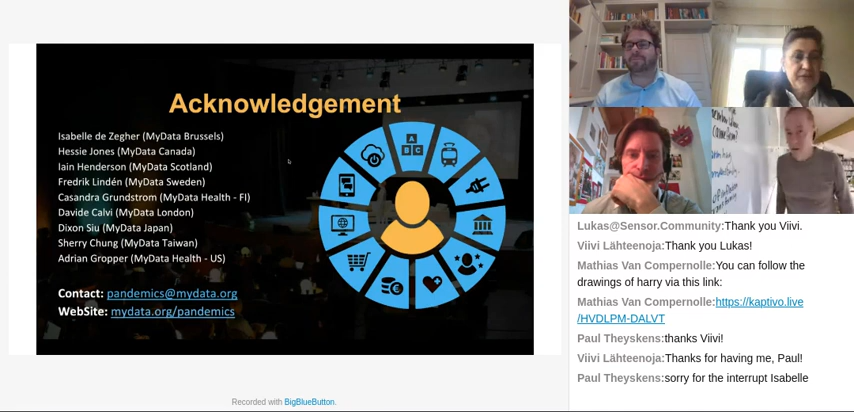 Acknowledgement
Isabelle de Zegher (MyData Brussels)
Hessie Jones (MyData Canada)
Iain Henderson (MyData Scotland)
Fredrik Lindén (MyData Sweden)
Casandra Grundstrom (MyData Health - FI)
Davide Calvi (MyData London)
Dixon Siu (MyData Japan)
Sherry Chung (MyData Taiwan)
Adrian Gropper (MyData Health - US)
Contact: pandemics@mydata.org
WebSite: mydata.org/pandemics
A
B C
Recorded with BigBlueButton.
Lukas@Sensor.Community:Thank you Viivi.
Viivi Lähteenoja:Thank you Lukas!
Mathias Van Compernolle:You can follow the
drawings of harry via this link:
Mathias Van Compernolle:https://kaptivo.live
/HVDLPM-DALVT
Paul Theyskens:thanks Viivi!
Viivi Lähteenoja:Thanks for having me, Paul!
Paul Theyskens:sorry for the interrupt Isabelle